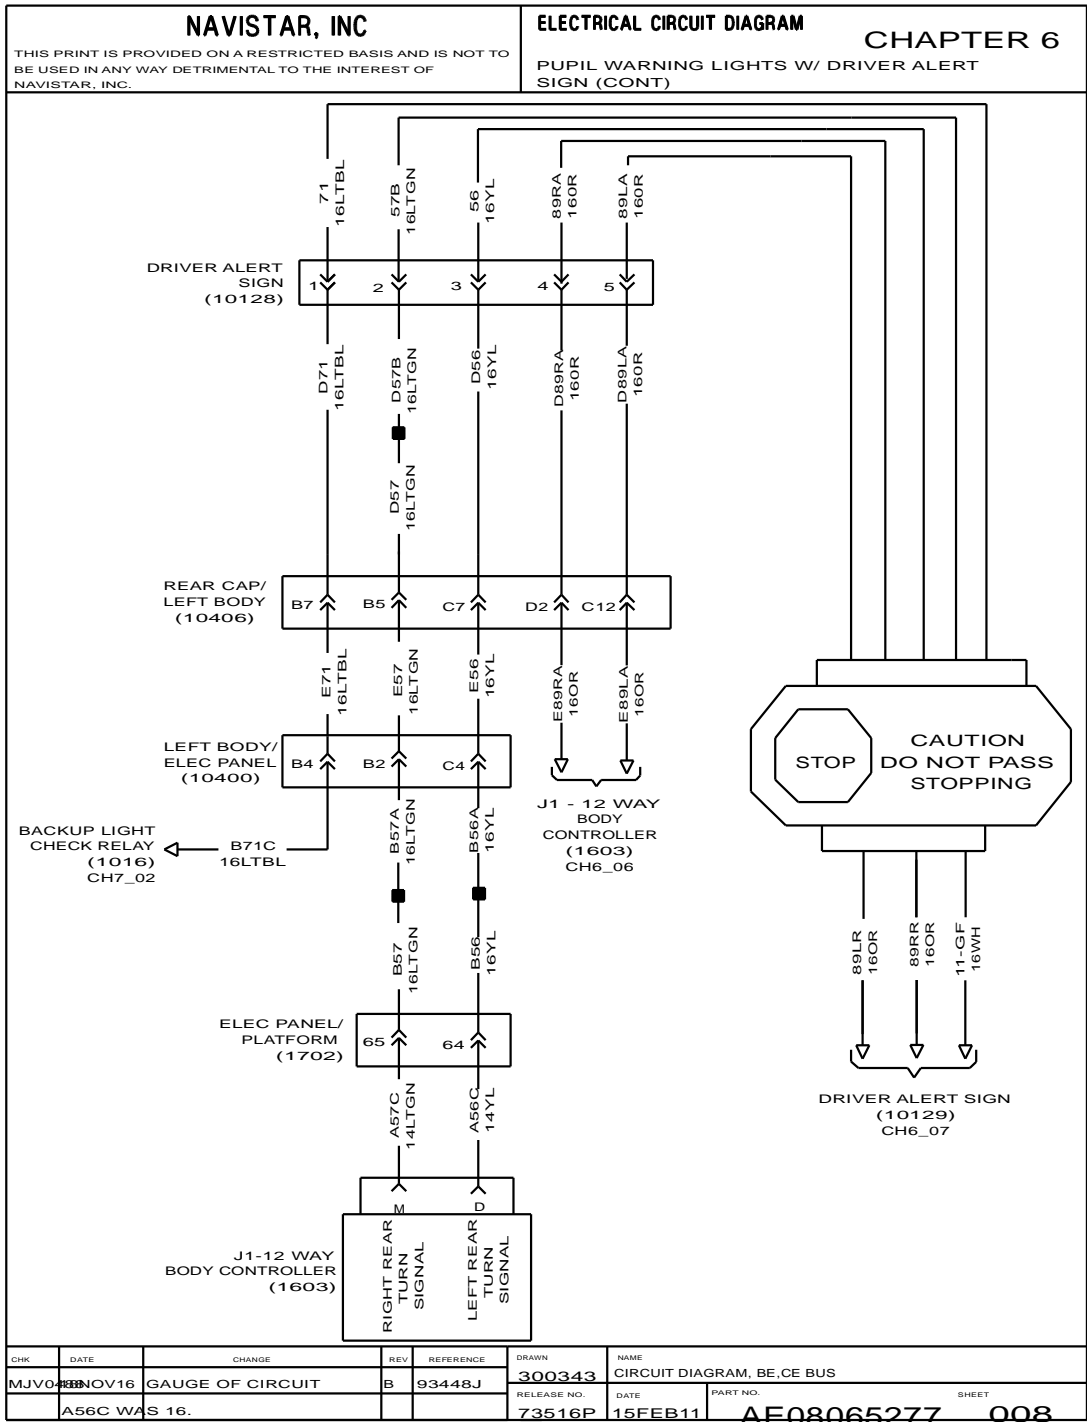 NAVISTAR, INC
THIS PRINT IS PROVIDED ON A RESTRICTED BASIS AND IS NOT TO
BE USED IN ANY WAY DETRIMENTAL TO THE INTEREST OF
NAVISTAR, INC.
ELECTRICAL CIRCUIT DIAGRAM
CHAPTER 6
PUPIL WARNING LIGHTS W/ DRIVER ALERT
SIGN (CONT)
71
16LTBL
57B
16LTGN
56
16YL
89RA
16OR
89LA
16OR
DRIVER ALERT
SIGN
(10128)
1
2
3
4
5
D71
16LTBL
D57B
16LTGN
D56
16YL
D89RA
16OR
D89LA
16OR
D57
16LTGN
REAR CAP/
LEFT BODY
(10406)
B7
B5
C7
D2
C12
E71
16LTBL
E57
16LTGN
E56
16YL
E89RA
16OR
E89LA
16OR
LEFT BODY/
ELEC PANEL
(10400)
B4
B2
C4
J1 - 12 WAY
BODY
CONTROLLER
(1603)
CH6_06
STOP
CAUTION
DO NOT PASS
STOPPING
BACKUP LIGHT
CHECK RELAY
(1016)
CH7_02
B71C
16LTBL
B57A
16LTGN
B56A
16YL
B57
16LTGN
B56
16YL
89LR
16OR
89RR
16OR
11-GF
16WH
ELEC PANEL/
PLATFORM
(1702)
65
64
DRIVER ALERT SIGN
(10129)
CH6_07
A57C
14LTGN
A56C
14YL
M
D
J1-12 WAY
BODY CONTROLLER
(1603)
RIGHT REAR
TURN
SIGNAL
LEFT REAR
TURN
SIGNAL
CHK DATE CHANGE REV REFERENCE
GAUGE OF CIRCUIT B 93448J
A56C WAS 16.
DRAWN
300343
NAME
CIRCUIT DIAGRAM, BE,CE BUS
RELEASE NO.
73516P
DATE
15FEB11
PART NO.
AE08065277
SHEET
008